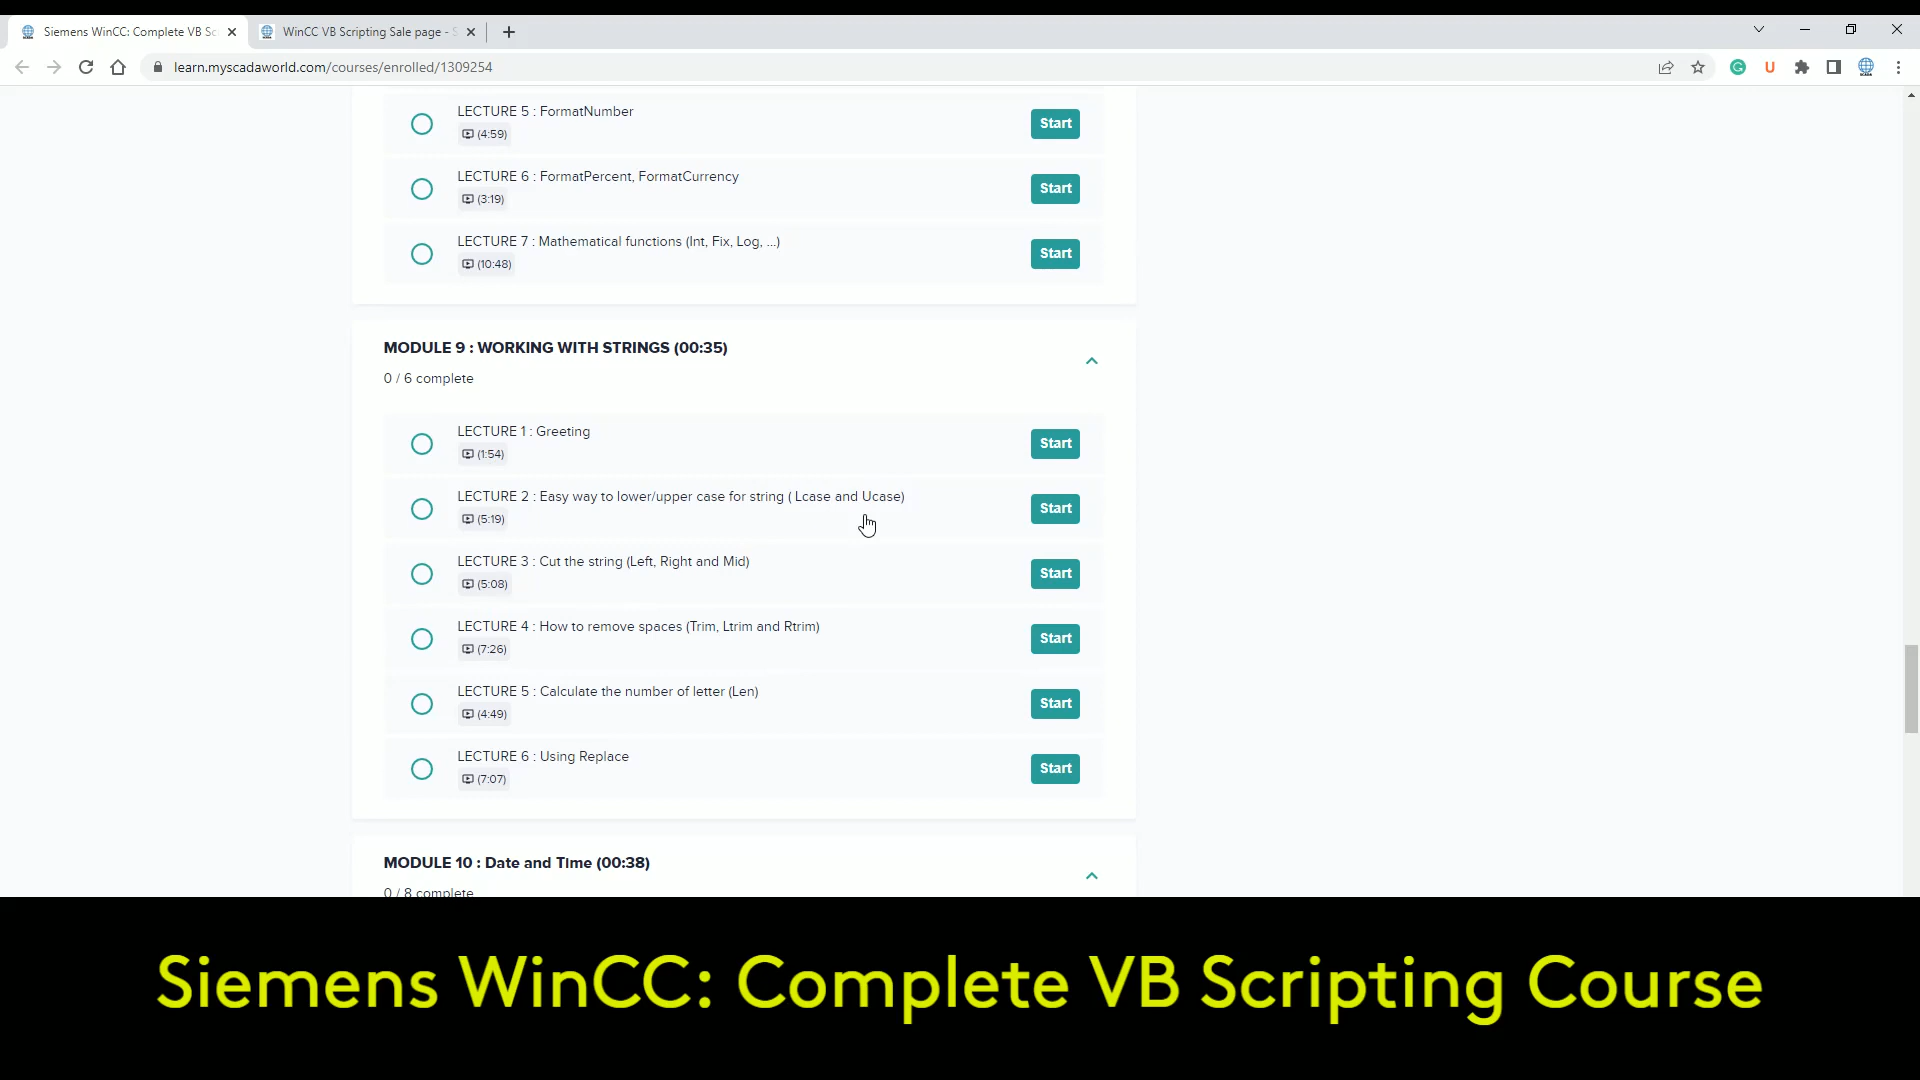 Siemens WinCC: Complete VB Sc
WinCC VB Scripting Sale page - S
learn.myscadaworld.com/courses/enrolled/1309254
LECTURE 5 : FormatNumber
(4:59)
Start
LECTURE 6 : FormatPercent, FormatCurrency
(3:19)
Start
LECTURE 7 : Mathematical functions (Int, Fix, Log, ...)
(10:48)
Start
MODULE 9 : WORKING WITH STRINGS (00:35)
0 / 6 complete
LECTURE 1 : Greeting
(1:54)
Start
LECTURE 2 : Easy way to lower/upper case for string ( Lcase and Ucase)
(5:19)
Start
LECTURE 3 : Cut the string (Left, Right and Mid)
(5:08)
Start
LECTURE 4 : How to remove spaces (Trim, Ltrim and Rtrim)
(7:26)
Start
LECTURE 5 : Calculate the number of letter (Len)
(4:49)
Start
LECTURE 6 : Using Replace
(7:07)
Start
MODULE 10 : Date and Time (00:38)
0 / 8 complete
Siemens WinCC: Complete VB Scripting Course